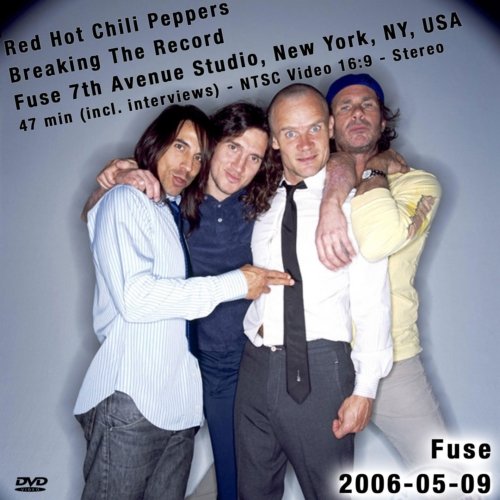 Red Hot Chili Peppers
Breaking The Record
Fuse 7th Avenue Studio, New York, NY, USA
47 min (incl. interviews) - NTSC Video 16:9 - Stereo
Fuse
DVD
VIDEO
2006-05-09